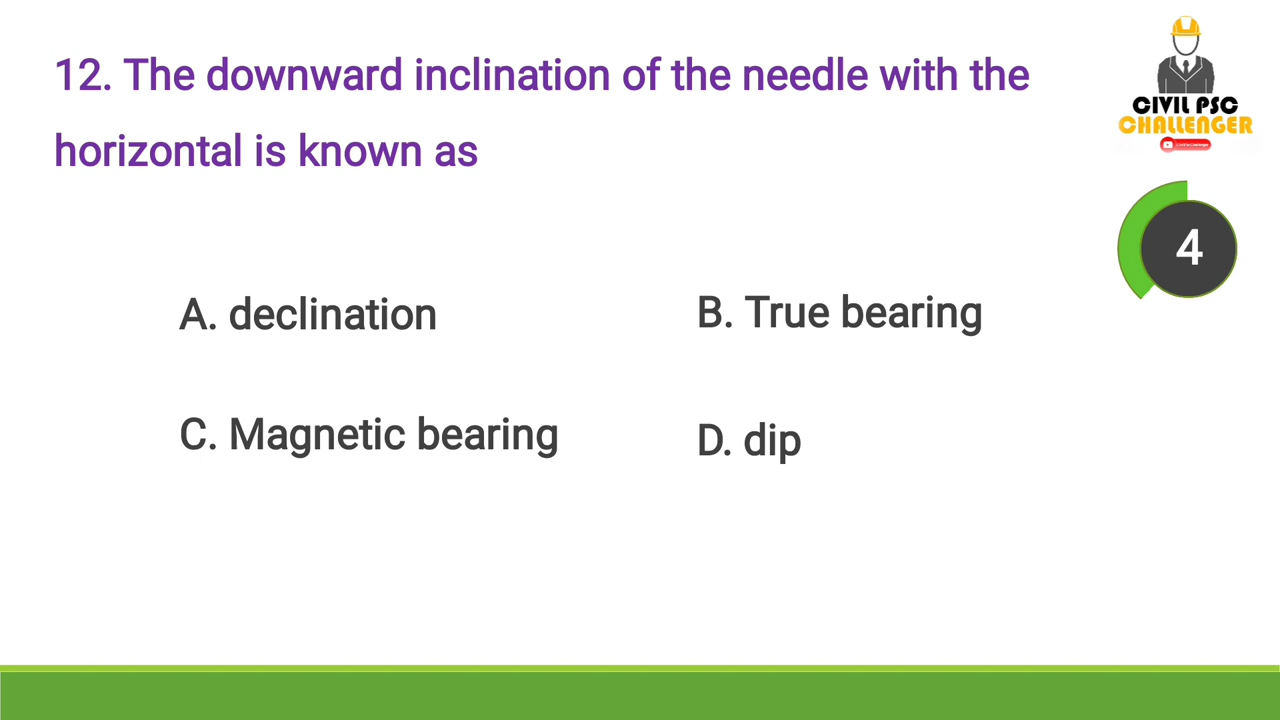 12. The downward inclination of the needle with the
horizontal is known as
CIVIL PSC
CHALLENGER
4
A. declination
B. True bearing
C. Magnetic bearing
D. dip